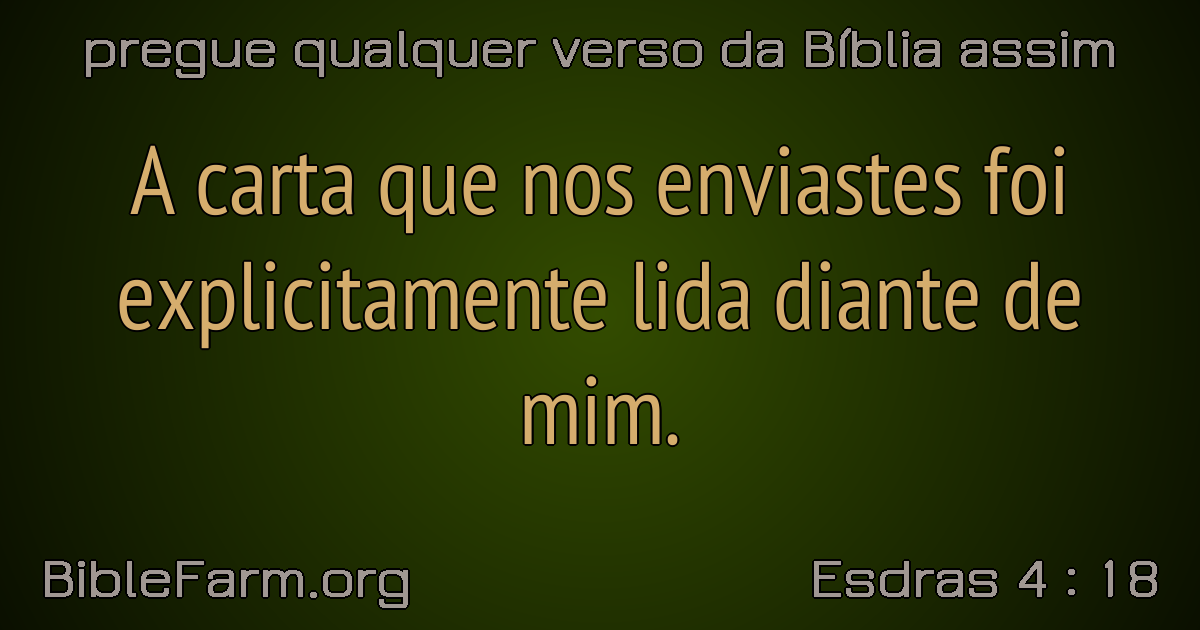 pregue qualquer verso da Bíblia assim
A carta que nos enviastes foi
explicitamente lida diante de
mim.
BibleFarm.org
Esdras 4 : 18